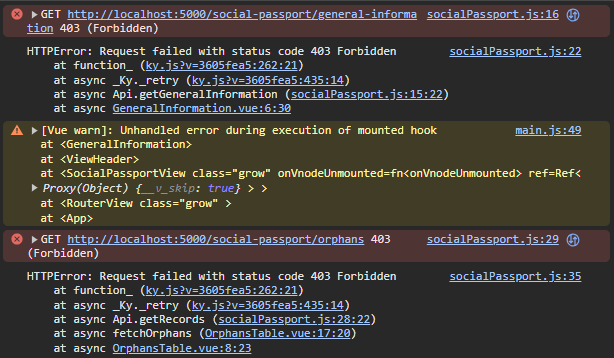 GET http://localhost:5000/social-passport/general-informa socialPassport.js:16
tion 403 (Forbidden)
HTTPError: Request failed with status code 403 Forbidden socialPassport.js:22
at function_ (ky.js?v=3605fea5:262:21)
at async _Ky._retry (ky.js?v=3605fea5:435:14)
at async Api.getGeneralInformation (socialPassport.js:15:22)
at async GeneralInformation.vue:6:30
[Vue warn]: Unhandled error during execution of mounted hook main.js:49
at <GeneralInformation>
at <ViewHeader>
at <SocialPassportView class="grow" onVnodeUnmounted=fn<onVnodeUnmounted> ref=Ref<
Proxy(Object) {__v_skip: true} > >
at <RouterView class="grow" >
at <App>
GET http://localhost:5000/social-passport/orphans 403 socialPassport.js:29
(Forbidden)
HTTPError: Request failed with status code 403 Forbidden socialPassport.js:35
at function_ (ky.js?v=3605fea5:262:21)
at async _Ky._retry (ky.js?v=3605fea5:435:14)
at async Api.getRecords (socialPassport.js:28:22)
at async fetchOrphans (OrphansTable.vue:17:20)
at async OrphansTable.vue:8:23